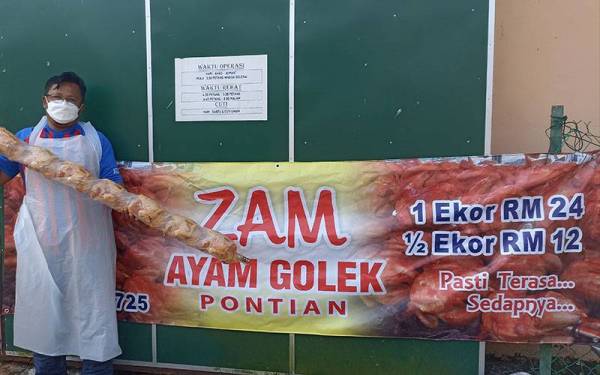 WAKTU OPERASI
WAKTU REHAT
CUTI
ZAM
AYAM GOLEK
PONTIAN
725
1 Ekor RM 24
½ Ekor RM 12
Pasti Terasa...
Sedapnya...